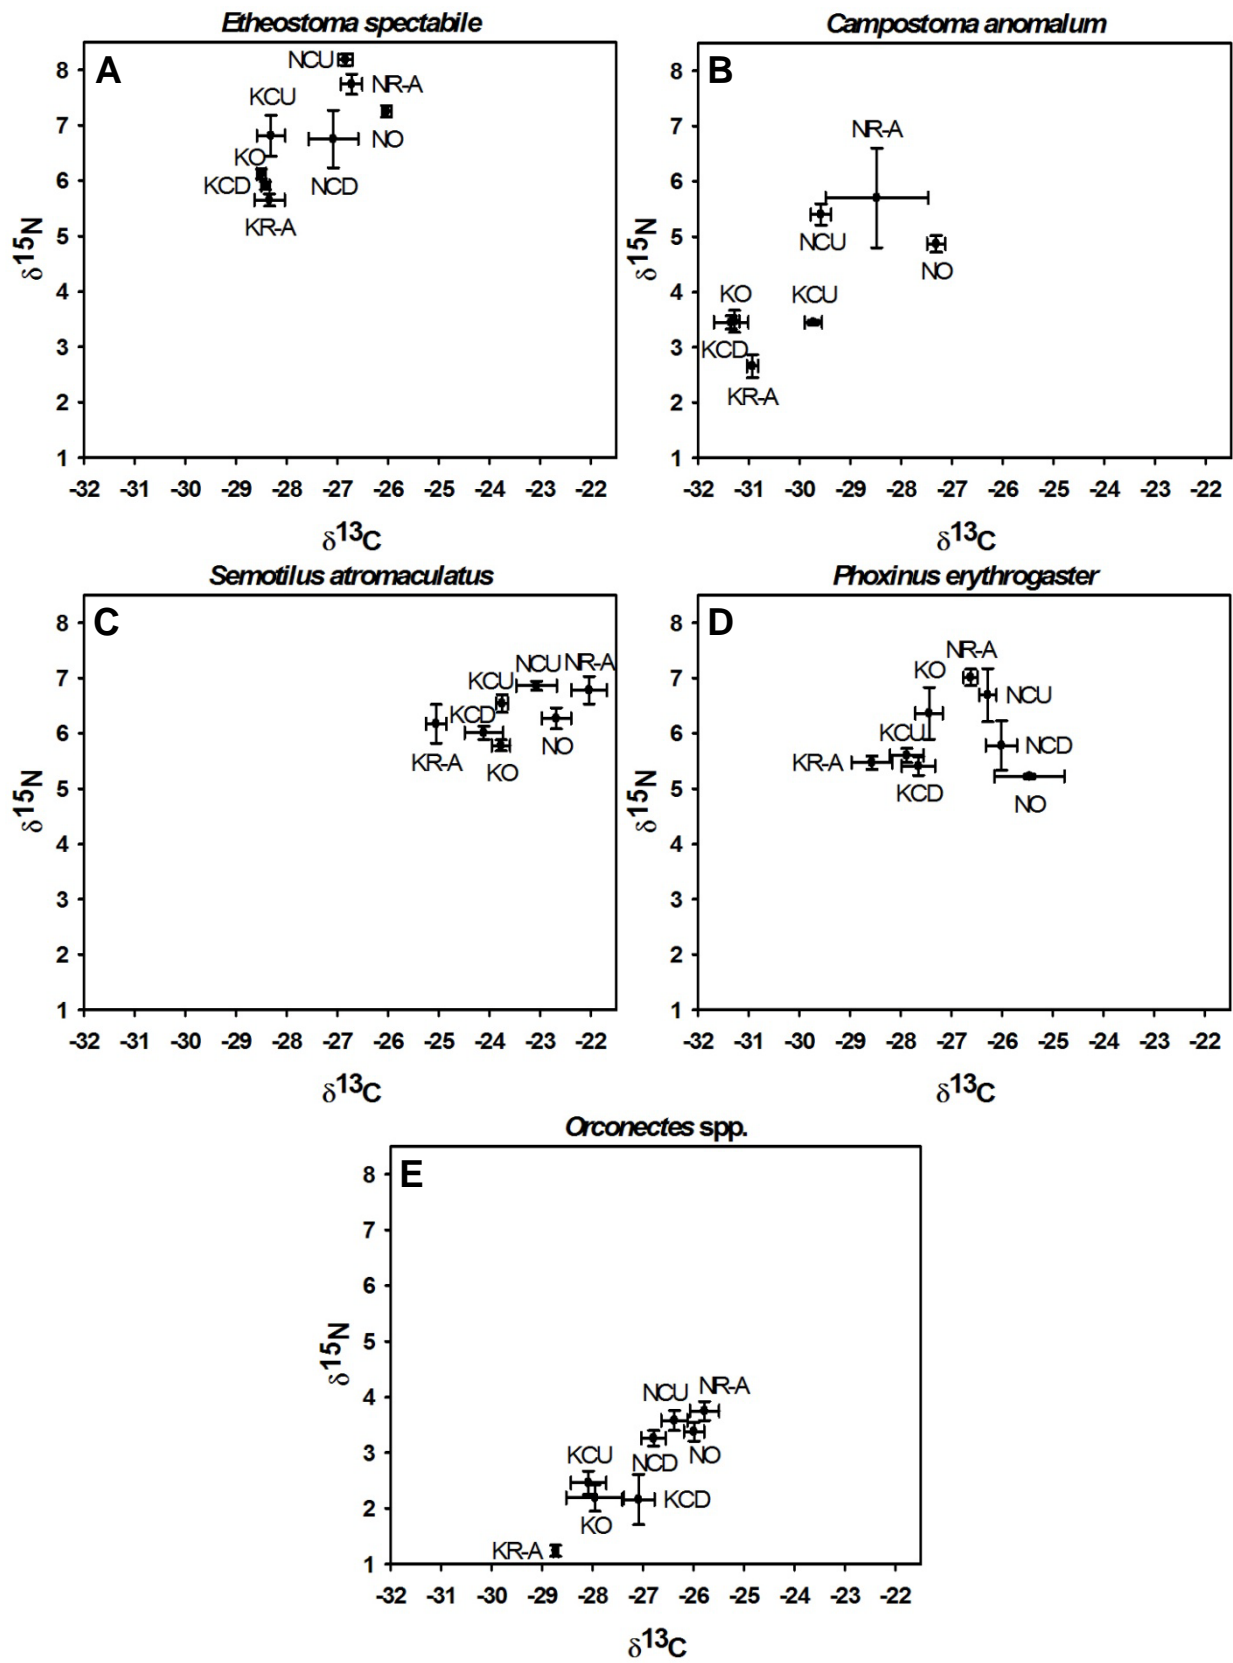 Etheostoma spectabile
A
NCU
NR-A
KCU
NO
KO
KCD
NCD
KR-A
8
7
6
5
4
3
2
1
δ15N
-32 -31 -30 -29 -28 -27 -26 -25 -24 -23 -22
δ13C
Campostoma anomalum
B
NR-A
NCU
NO
KO
KCU
KCD
KR-A
8
7
6
5
4
3
2
1
δ15N
-32 -31 -30 -29 -28 -27 -26 -25 -24 -23 -22
δ13C
Semotilus atromaculatus
C
NCU
NR-A
KCU
KCD
NO
KR-A
KO
8
7
6
5
4
3
2
1
δ15N
-32 -31 -30 -29 -28 -27 -26 -25 -24 -23 -22
δ13C
Phoxinus erythrogaster
D
NR-A
KO
NCU
KCU
NCD
KR-A
KCD
NO
8
7
6
5
4
3
2
1
δ15N
-32 -31 -30 -29 -28 -27 -26 -25 -24 -23 -22
δ13C
Orconectes spp.
E
NR-A
NCU
NO
NCD
KCU
KCD
KO
KR-A
8
7
6
5
4
3
2
1
δ15N
-32 -31 -30 -29 -28 -27 -26 -25 -24 -23 -22
δ13C